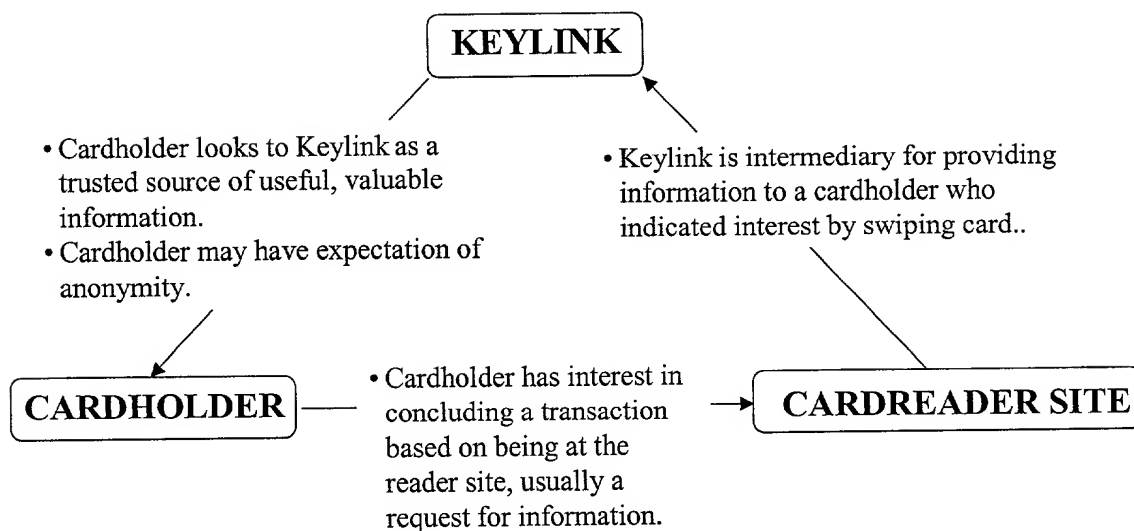 KEYLINK
• Cardholder looks to Keylink as a
trusted source of useful, valuable
information.
• Cardholder may have expectation of
anonymity.
• Keylink is intermediary for providing
information to a cardholder who
indicated interest by swiping card..
CARDHOLDER
• Cardholder has interest in
concluding a transaction
based on being at the
reader site, usually a
request for information.
CARDREADER SITE